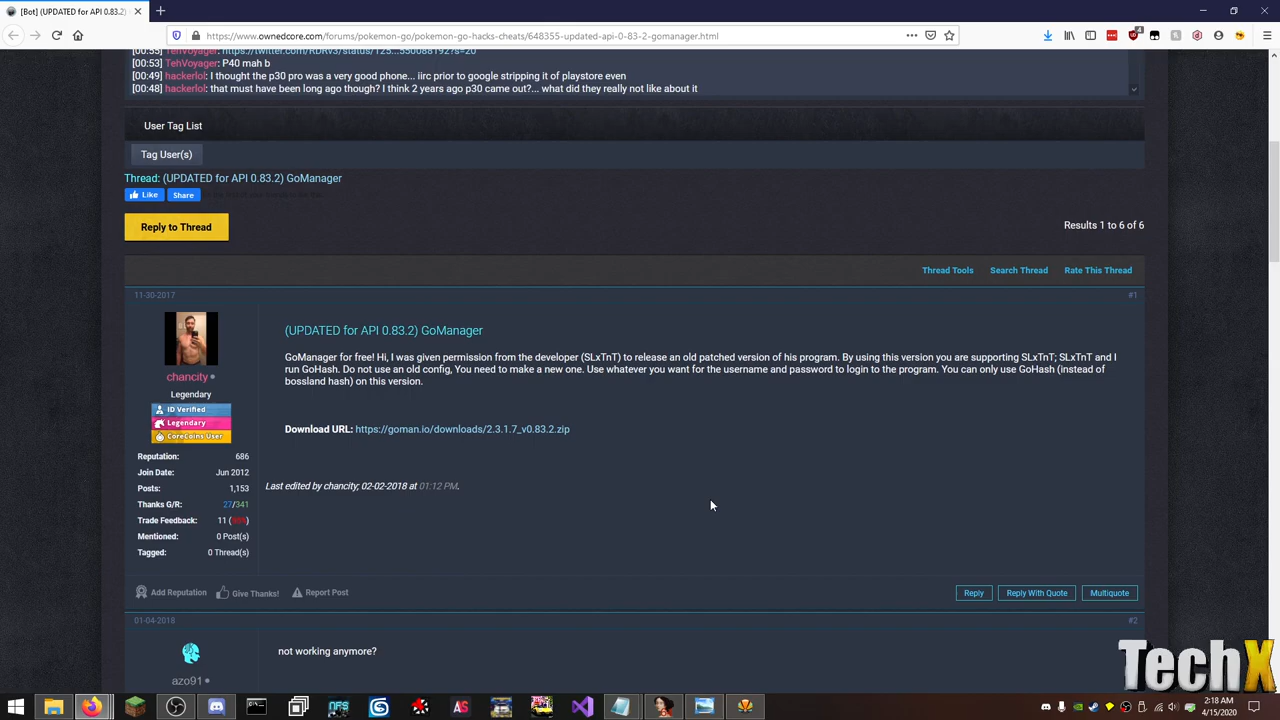 [Bot] (UPDATED for API 0.83.2)
https://www.ownedcore.com/forums/pokemon-go/pokemon-go-hacks-cheats/648355-updated-api-0-83-2-gomanager.html
[00:55] TehVoyager: https://twitter.com/RDRv3/status/125...550088192?s=20
[00:53] TehVoyager: P40 mah b
[00:49] hackerlol: I thought the p30 pro was a very good phone... iirc prior to google stripping it of playstore even
[00:48] hackerlol: that must have been long ago though? I think 2 years ago p30 came out?... what did they really not like about it
User Tag List
Tag User(s)
Thread: (UPDATED for API 0.83.2) GoManager
Like Share
Reply to Thread
Results 1 to 6 of 6
Thread Tools Search Thread Rate This Thread
11-30-2017 #1
(UPDATED for API 0.83.2) GoManager
GoManager for free! Hi, I was given permission from the developer (SLxTnT) to release an old patched version of his program. By using this version you are supporting SLxTnT; SLxTnT and I
run GoHash. Do not use an old config, You need to make a new one. Use whatever you want for the username and password to login to the program. You can only use GoHash (instead of
bossland hash) on this version.
Download URL: https://goman.io/downloads/2.3.1.7_v0.83.2.zip
Last edited by chancity; 02-02-2018 at 01:12 PM.
chancity
Legendary
ID Verified
Legendary
CoreCoins User
Reputation: 686
Join Date: Jun 2012
Posts: 1,153
Thanks G/R: 27/341
Trade Feedback: 11
Mentioned: 0 Post(s)
Tagged: 0 Thread(s)
Add Reputation Give Thanks! Report Post
Reply Reply With Quote Multiquote
01-04-2018 #2
not working anymore?
azo91
TechX
2:18 AM
4/15/2020